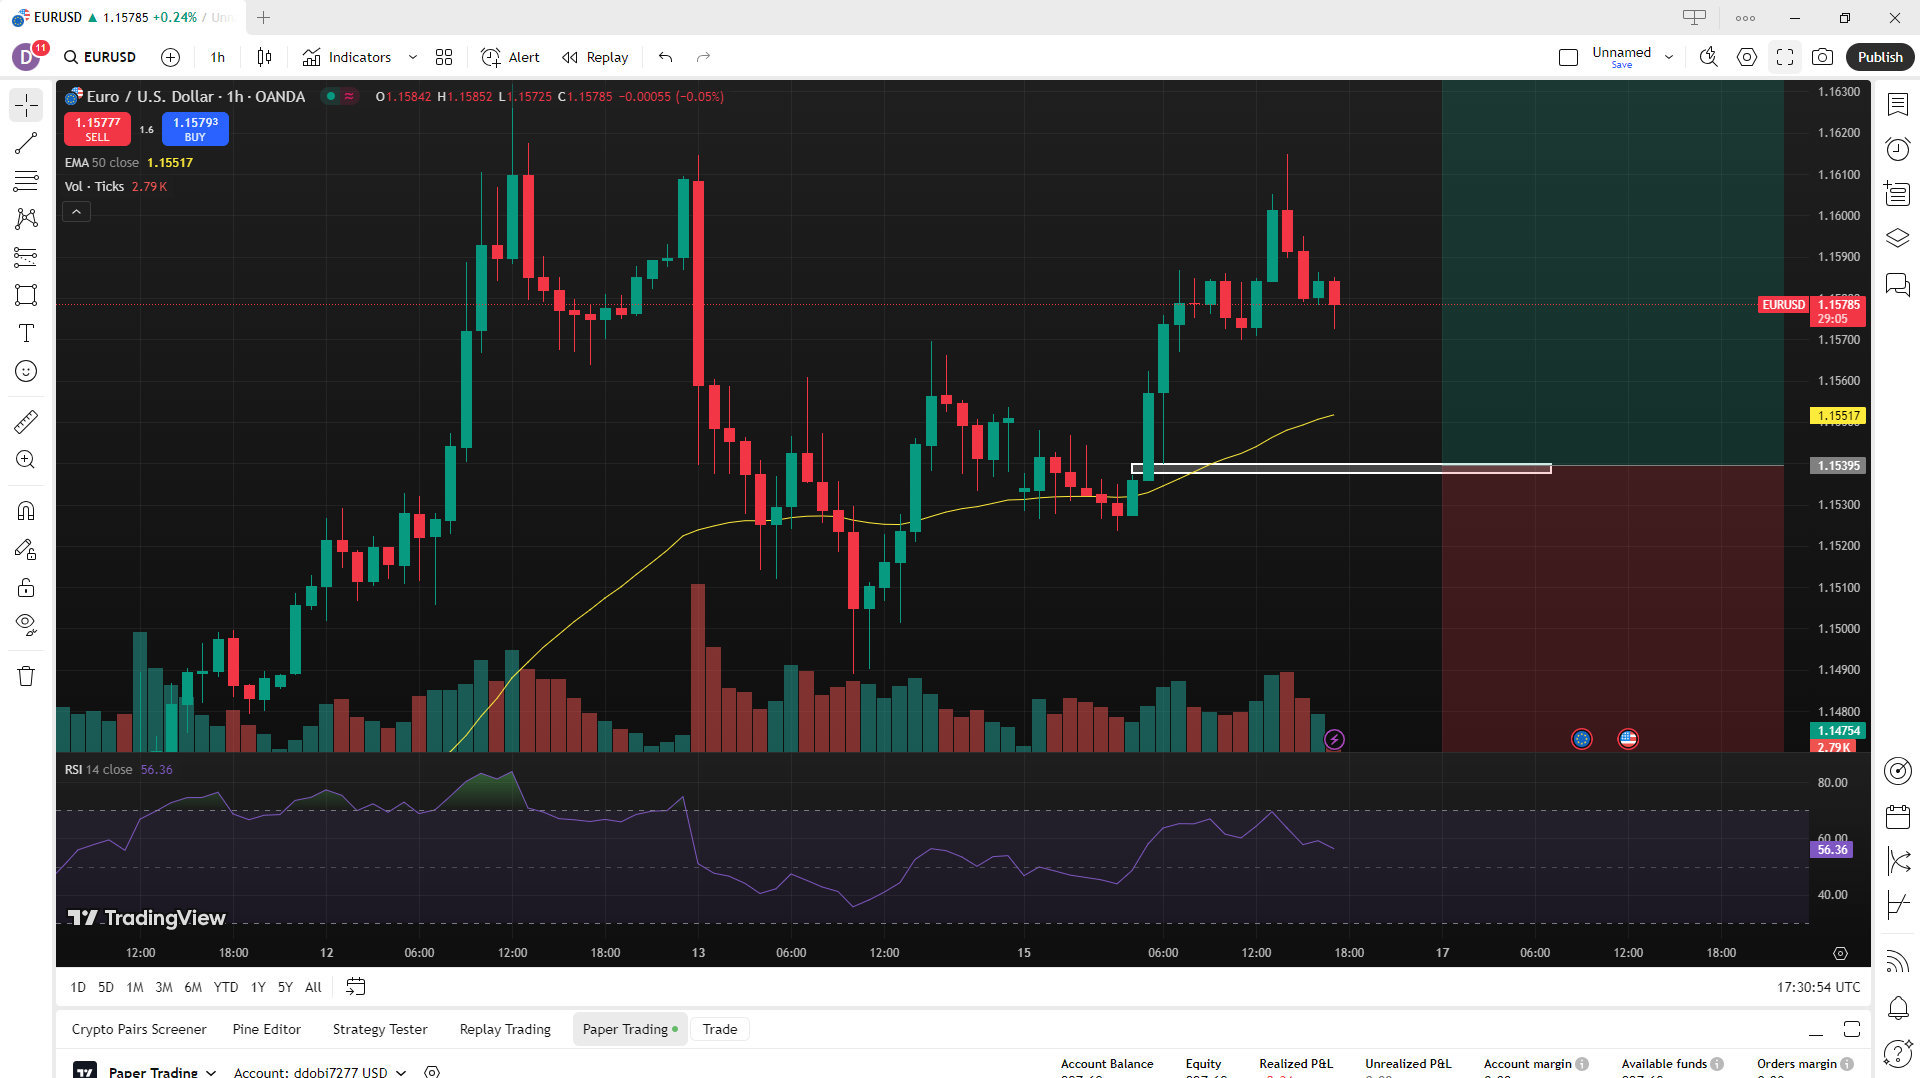 EURUSD ▲ 1.15785 +0.24% / Unn
D 11 EURUSD 1h Indicators Alert Replay Unnamed Save Publish
Euro / U.S. Dollar · 1h · OANDA O1.15842 H1.15852 L1.15725 C1.15785 −0.00055 (−0.05%)
1.15777 SELL 1.6 1.15793 BUY
EMA 50 close 1.15517
Vol · Ticks 2.79 K
1.16300
1.16200
1.16100
1.16000
1.15900
EURUSD 1.15785
29:05
1.15700
1.15600
1.15517
1.15395
1.15300
1.15200
1.15100
1.15000
1.14900
1.14800
1.14754
2.79 K
RSI 14 close 56.36
80.00
60.00
56.36
40.00
TradingView
12:00 18:00 12 06:00 12:00 18:00 13 06:00 12:00 15 06:00 12:00 18:00 17 06:00 12:00 18:00
1D 5D 1M 3M 6M YTD 1Y 5Y All 17:30:54 UTC
Crypto Pairs Screener Pine Editor Strategy Tester Replay Trading Paper Trading Trade
Paper Trading Account: ddobi7277 USD Account Balance Equity Realized P&L Unrealized P&L Account margin Available funds Orders margin